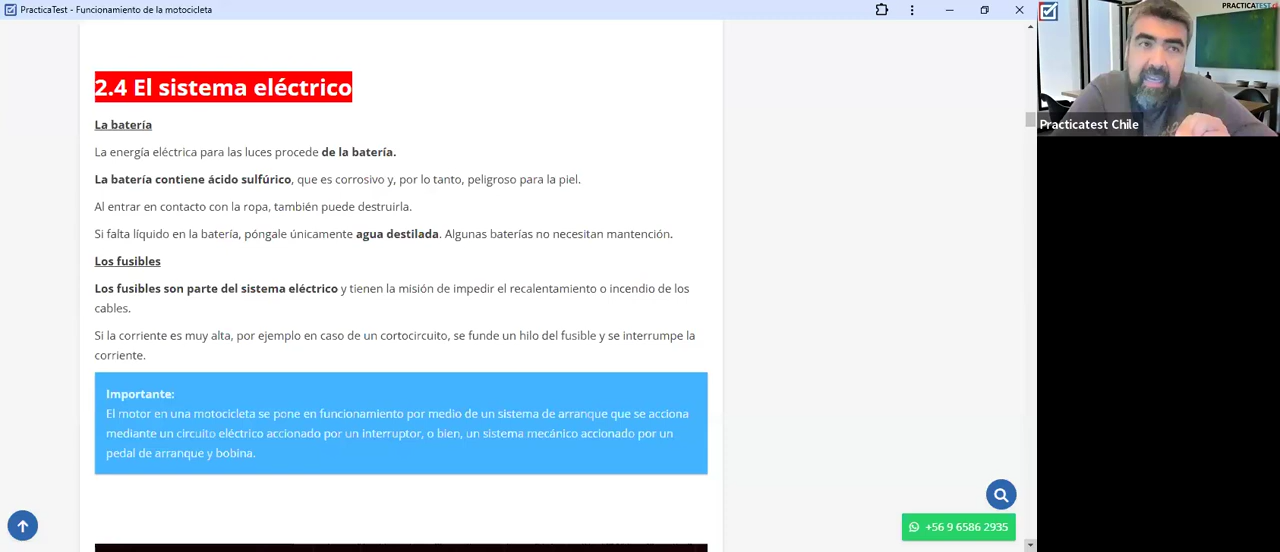 PracticaTest - Funcionamiento de la motocicleta
PRACTICATEST
2.4 El sistema eléctrico
La batería
Practicatest Chile
La energía eléctrica para las luces procede de la batería.
La batería contiene ácido sulfúrico, que es corrosivo y, por lo tanto, peligroso para la piel.
Al entrar en contacto con la ropa, también puede destruirla.
Si falta líquido en la batería, póngale únicamente agua destilada. Algunas baterías no necesitan mantención.
Los fusibles
Los fusibles son parte del sistema eléctrico y tienen la misión de impedir el recalentamiento o incendio de los
cables.
Si la corriente es muy alta, por ejemplo en caso de un cortocircuito, se funde un hilo del fusible y se interrumpe la
corriente.
Importante:
El motor en una motocicleta se pone en funcionamiento por medio de un sistema de arranque que se acciona
mediante un circuito eléctrico accionado por un interruptor, o bien, un sistema mecánico accionado por un
pedal de arranque y bobina.
+56 9 6586 2935